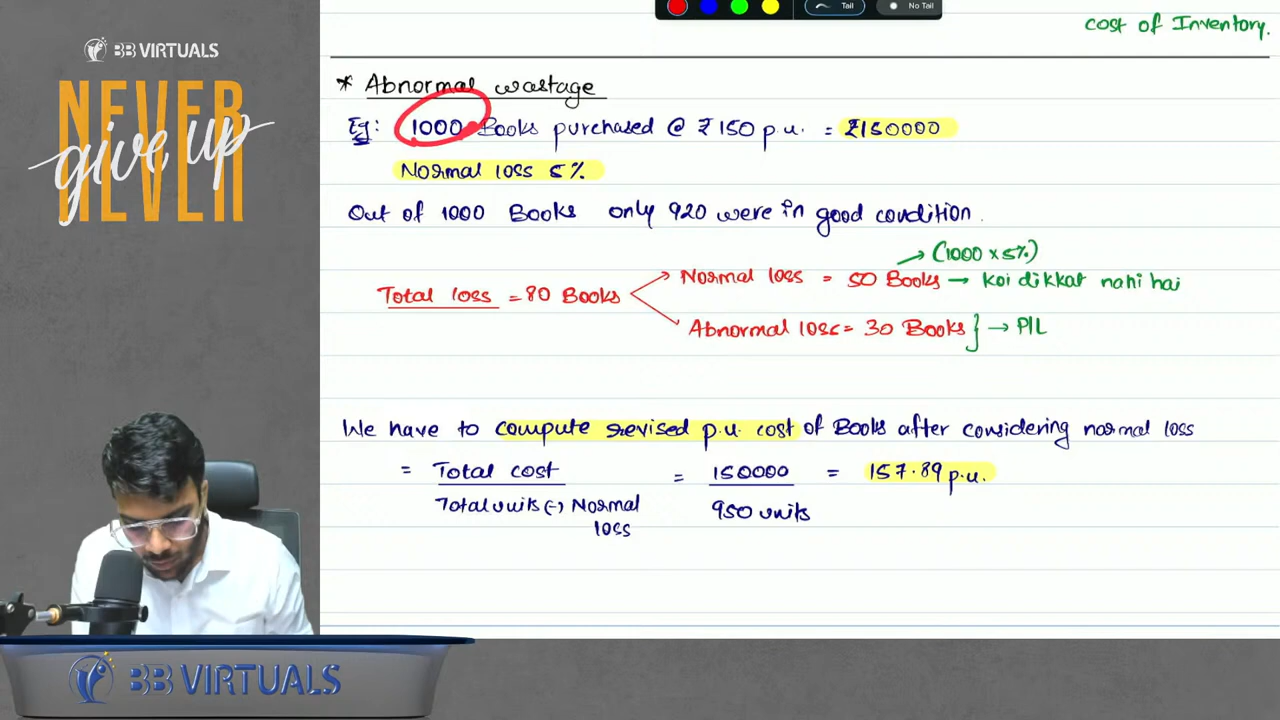 Tail
No Tail
cost of Inventory.
BB VIRTUALS
NEVER
give up
NEVER
* Abnormal wastage
Eg: 1000 Books purchased @ ₹150 p.u. = ₹150000
Normal loss 5%
Out of 1000 Books only 920 were in good condition.
(1000 x 5%)
Normal loss = 50 Books → koi dikkat nahi hai
Total loss = 80 Books
Abnormal loss = 30 Books } → P/L
We have to compute revised p.u. cost of Books after considering normal loss
= Total cost = 150000 = 157.89 p.u.
Total units (-) Normal 950 units
loss
BB VIRTUALS